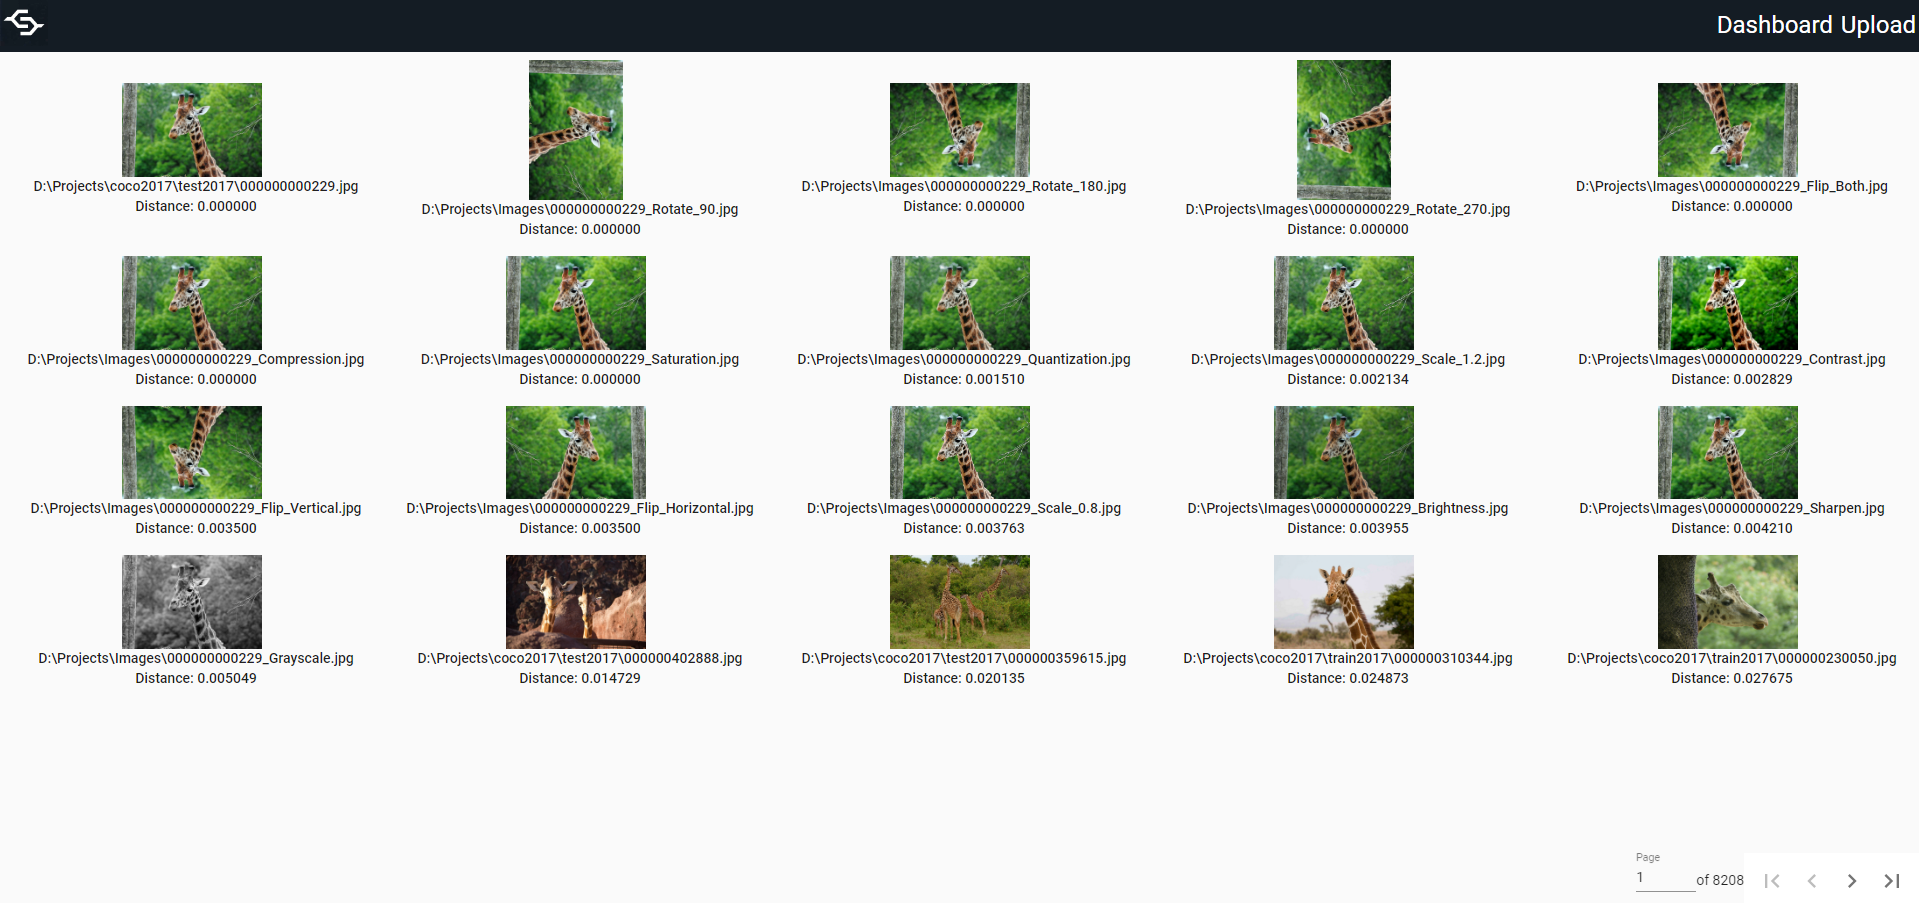 Dashboard Upload
D:\Projects\coco2017\test2017\000000000229.jpg
Distance: 0.000000
D:\Projects\Images\000000000229_Rotate_90.jpg
Distance: 0.000000
D:\Projects\Images\000000000229_Rotate_180.jpg
Distance: 0.000000
D:\Projects\Images\000000000229_Rotate_270.jpg
Distance: 0.000000
D:\Projects\Images\000000000229_Flip_Both.jpg
Distance: 0.000000
D:\Projects\Images\000000000229_Compression.jpg
Distance: 0.000000
D:\Projects\Images\000000000229_Saturation.jpg
Distance: 0.000000
D:\Projects\Images\000000000229_Quantization.jpg
Distance: 0.001510
D:\Projects\Images\000000000229_Scale_1.2.jpg
Distance: 0.002134
D:\Projects\Images\000000000229_Contrast.jpg
Distance: 0.002829
D:\Projects\Images\000000000229_Flip_Vertical.jpg
Distance: 0.003500
D:\Projects\Images\000000000229_Flip_Horizontal.jpg
Distance: 0.003500
D:\Projects\Images\000000000229_Scale_0.8.jpg
Distance: 0.003763
D:\Projects\Images\000000000229_Brightness.jpg
Distance: 0.003955
D:\Projects\Images\000000000229_Sharpen.jpg
Distance: 0.004210
D:\Projects\Images\000000000229_Grayscale.jpg
Distance: 0.005049
D:\Projects\coco2017\test2017\000000402888.jpg
Distance: 0.014729
D:\Projects\coco2017\test2017\000000359615.jpg
Distance: 0.020135
D:\Projects\coco2017\train2017\000000310344.jpg
Distance: 0.024873
D:\Projects\coco2017\train2017\000000230050.jpg
Distance: 0.027675
Page
1 of 8208